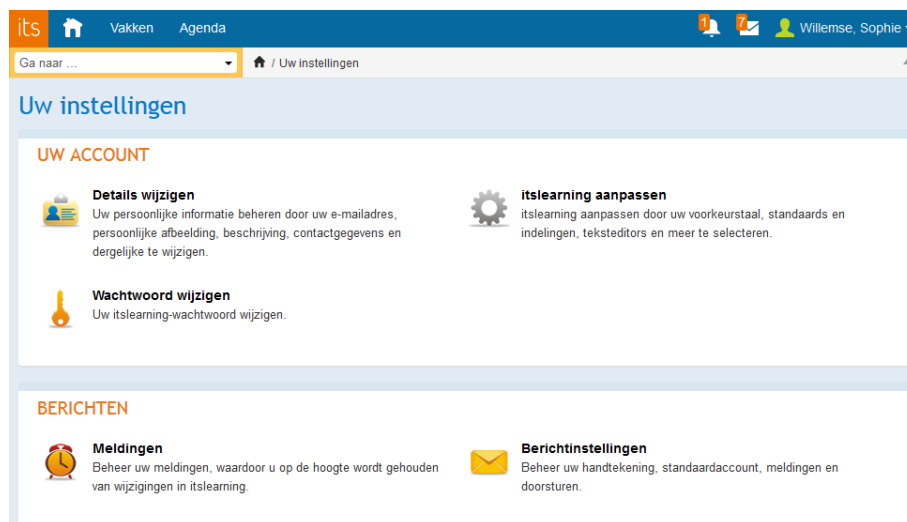 its Vakken Agenda 1 7 Willemse, Sophie
Ga naar ... / Uw instellingen
Uw instellingen
UW ACCOUNT
Details wijzigen
Uw persoonlijke informatie beheren door uw e-mailadres,
persoonlijke afbeelding, beschrijving, contactgegevens en
dergelijke te wijzigen.
itslearning aanpassen
itslearning aanpassen door uw voorkeurstaal, standaards en
indelingen, teksteditors en meer te selecteren.
Wachtwoord wijzigen
Uw itslearning-wachtwoord wijzigen.
BERICHTEN
Meldingen
Beheer uw meldingen, waardoor u op de hoogte wordt gehouden
van wijzigingen in itslearning.
Berichtinstellingen
Beheer uw handtekening, standaardaccount, meldingen en
doorsturen.